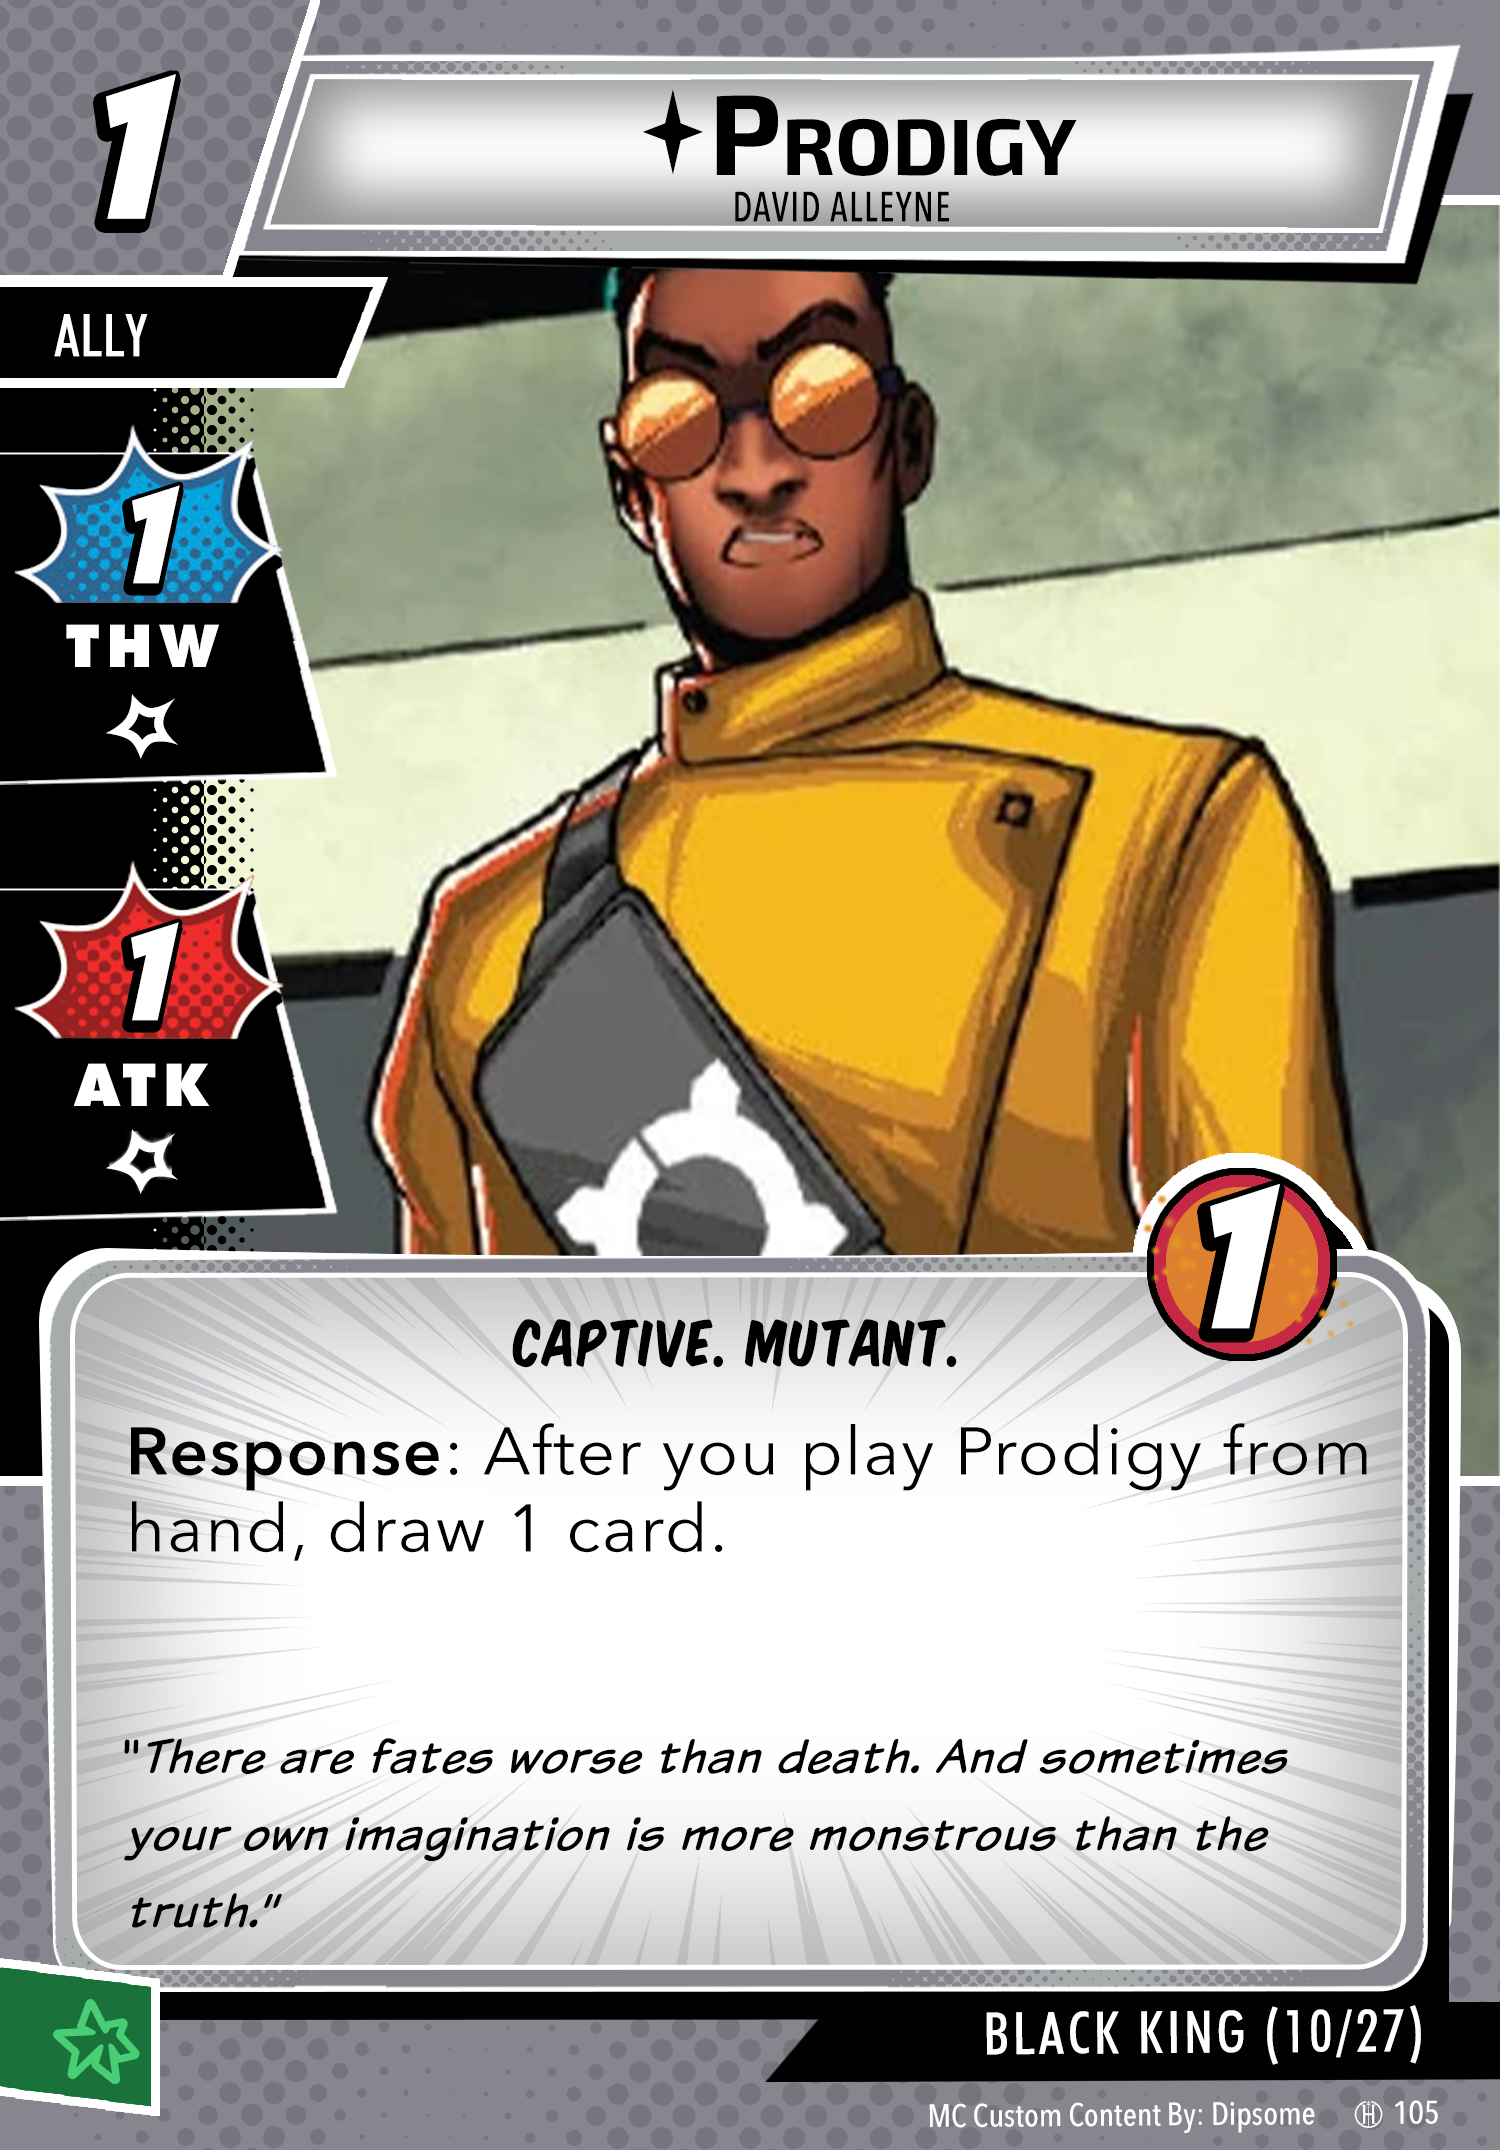 1
PRODIGY
DAVID ALLEYNE
ALLY
1
THW
1
ATK
1
CAPTIVE. MUTANT.
Response: After you play Prodigy from
hand, draw 1 card.
"There are fates worse than death. And sometimes
your own imagination is more monstrous than the
truth."
BLACK KING (10/27)
MC Custom Content By: Dipsome H 105